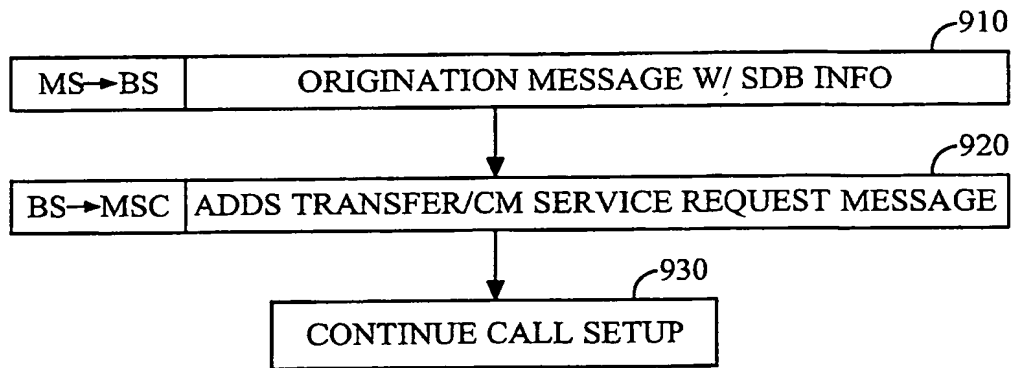 910
MS→BS ORIGINATION MESSAGE W/ SDB INFO
920
BS→MSC ADDS TRANSFER/CM SERVICE REQUEST MESSAGE
930
CONTINUE CALL SETUP